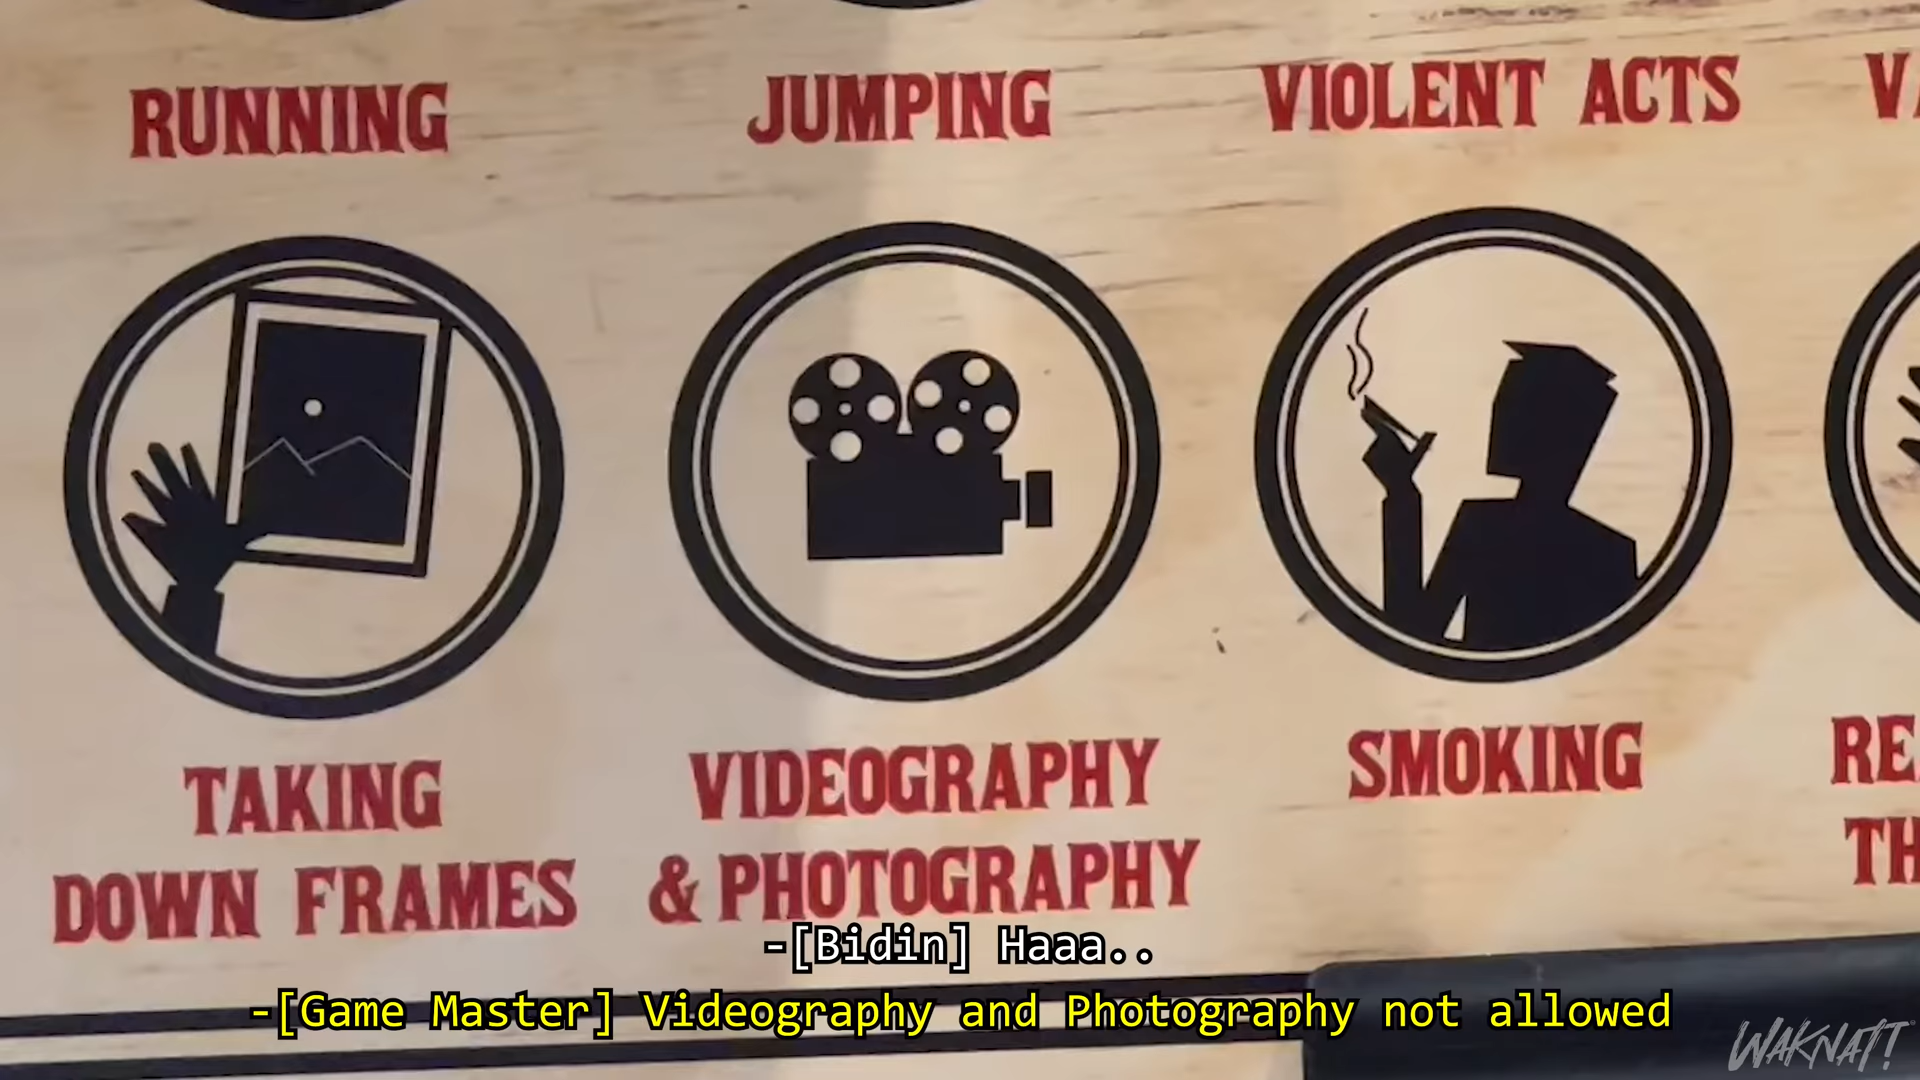 RUNNING
JUMPING
VIOLENT ACTS
TAKING
DOWN FRAMES
VIDEOGRAPHY
& PHOTOGRAPHY
SMOKING
-[Bidin] Haaa..
-[Game Master] Videography and Photography not allowed
WAKNAT!